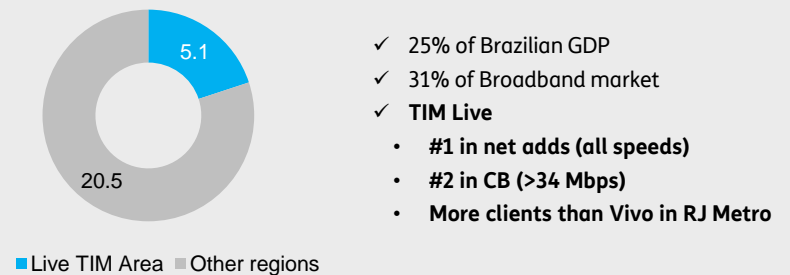 5.1
20.5
Live TIM Area
Other regions
✓ 25% of Brazilian GDP
✓ 31% of Broadband market
✓ TIM Live
• #1 in net adds (all speeds)
• #2 in CB (>34 Mbps)
• More clients than Vivo in RJ Metro